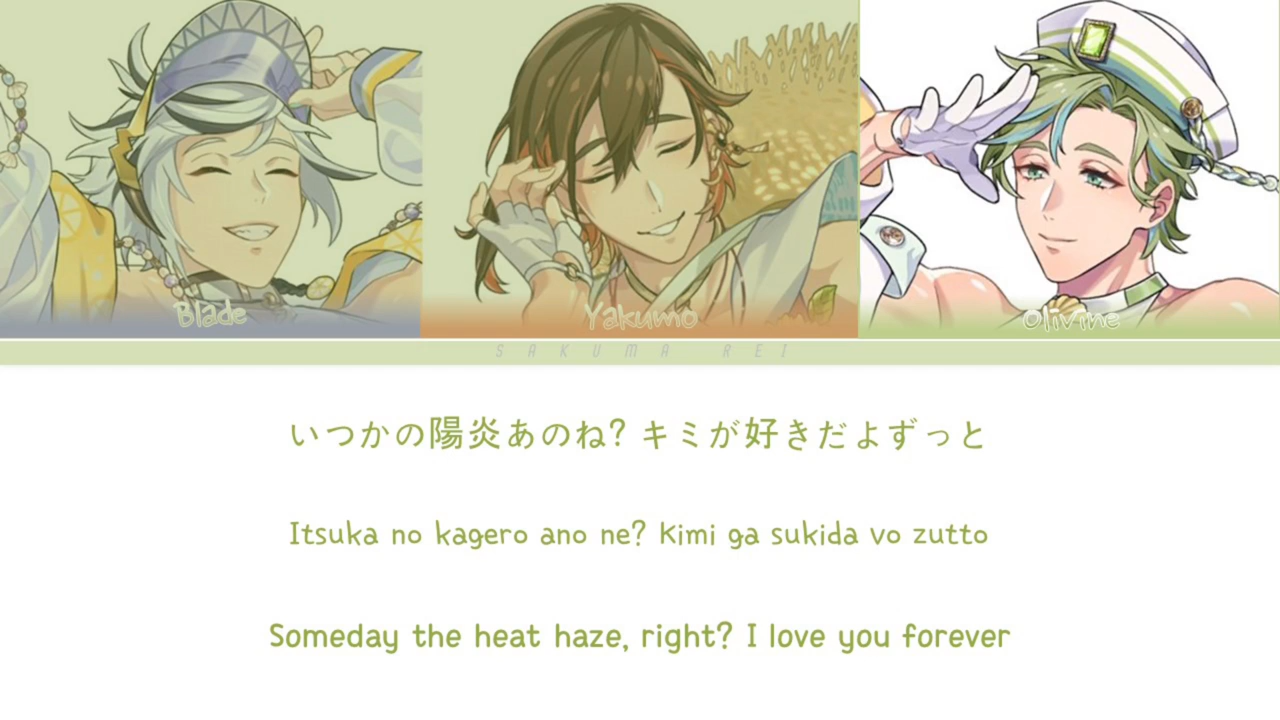 Blade
Yakumo
Olivine
SAKUMA REI
いつかの陽炎あのね? キミが好きだよずっと
Itsuka no kagero ano ne? Kimi ga sukida vo zutto
Someday the heat haze, right? I love you forever